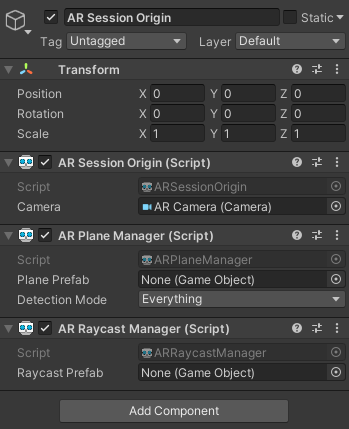 AR Session Origin Static
Tag Untagged Layer Default
Transform
Position X 0 Y 0 Z 0
Rotation X 0 Y 0 Z 0
Scale X 1 Y 1 Z 1
AR Session Origin (Script)
Script ARSessionOrigin
Camera AR Camera (Camera)
AR Plane Manager (Script)
Script ARPlaneManager
Plane Prefab None (Game Object)
Detection Mode Everything
AR Raycast Manager (Script)
Script ARRaycastManager
Raycast Prefab None (Game Object)
Add Component